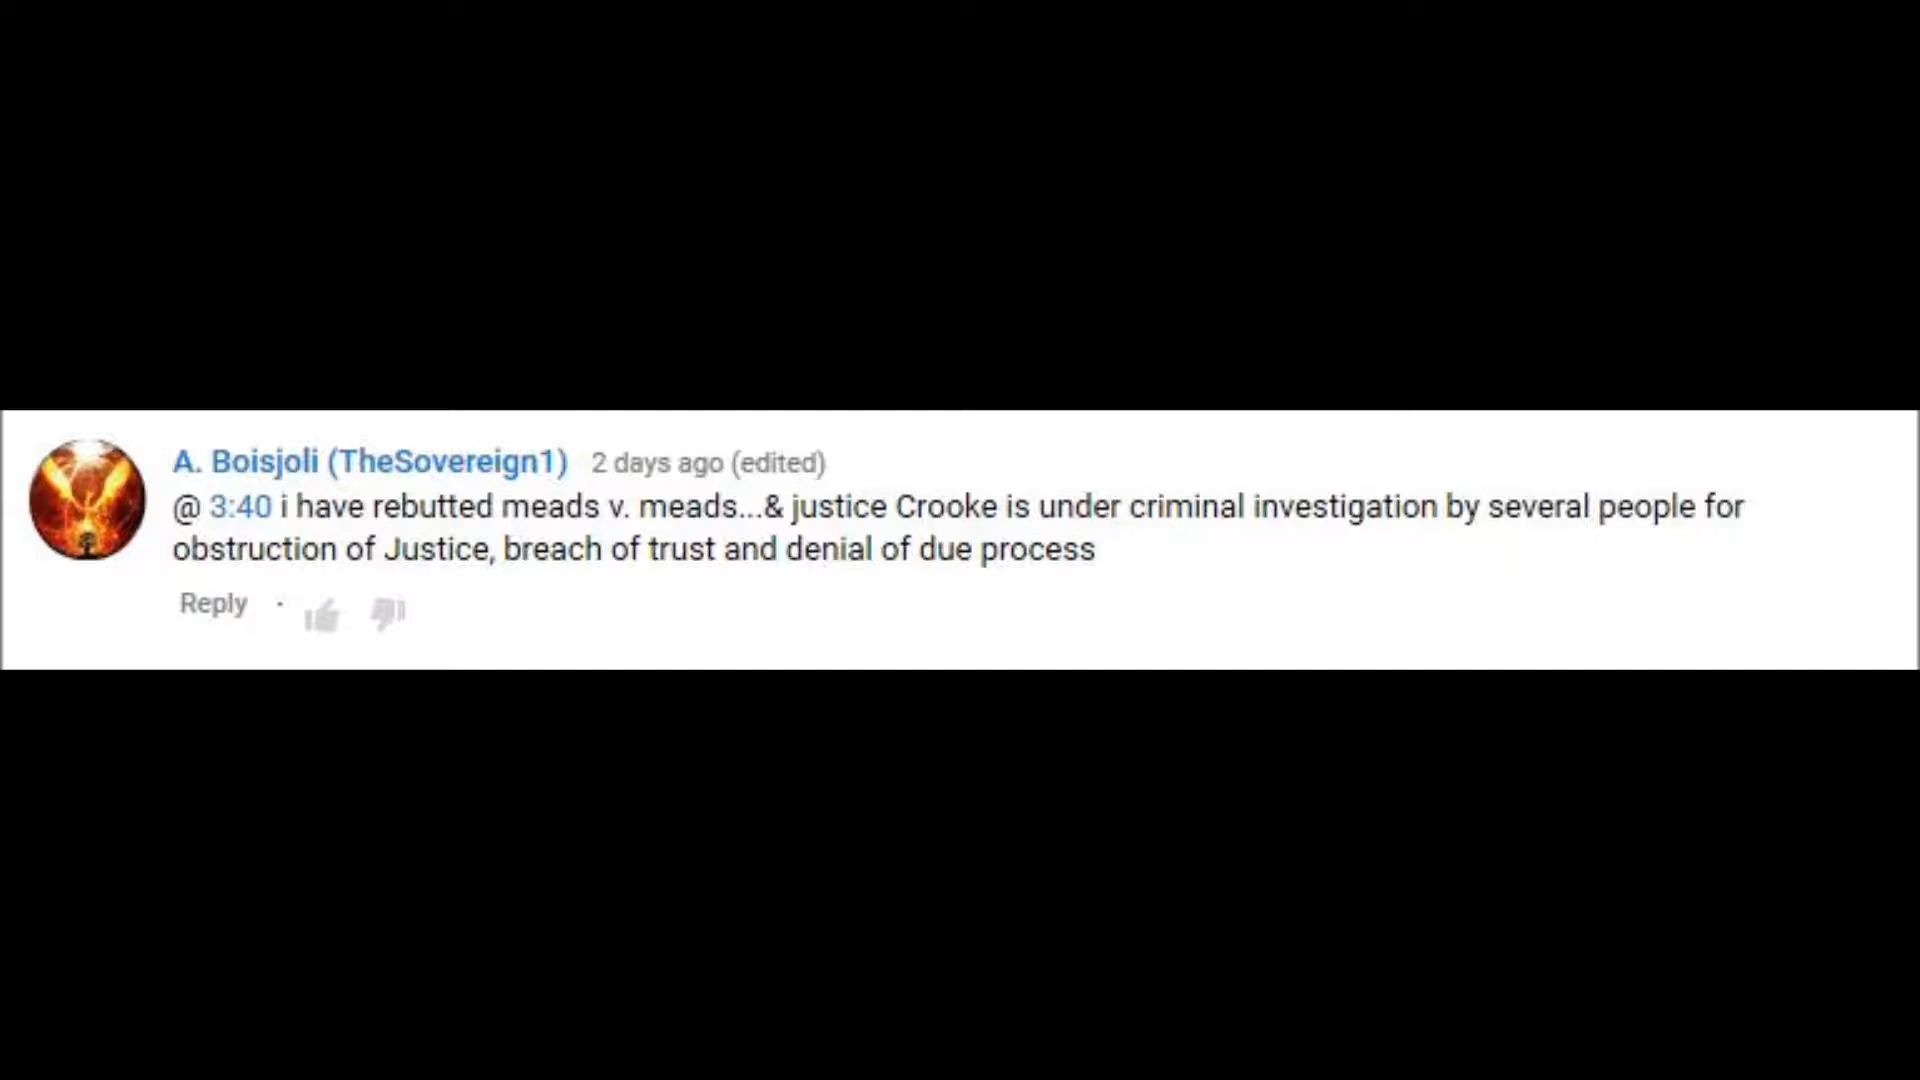 A. Boisjoli (TheSovereign1) 2 days ago (edited)
@ 3:40 i have rebutted meads v. meads...& justice Crooke is under criminal investigation by several people for
obstruction of Justice, breach of trust and denial of due process
Reply ·